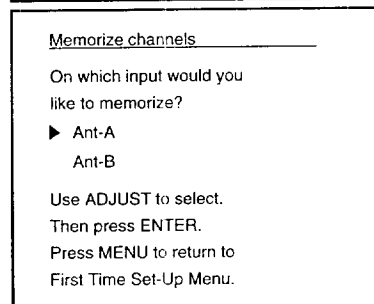 Memorize channels
On which input would you
like to memorize?
▶ Ant-A
Ant-B
Use ADJUST to select.
Then press ENTER.
Press MENU to return to
First Time Set-Up Menu.